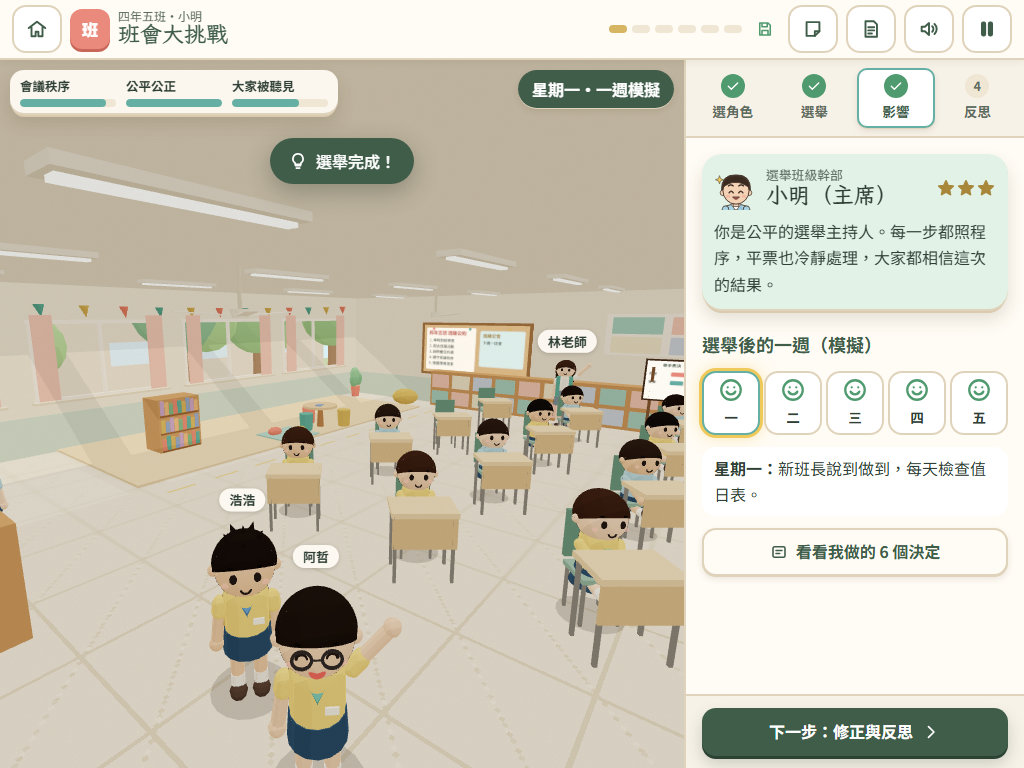 四年五班・小明
班
班會大挑戰
會議秩序
公平公正
大家被聽見
星期一・一週模擬
選舉完成！
林老師
浩浩
阿哲
選角色
選舉
影響
4
反思
選舉班級幹部
小明（主席）
你是公平的選舉主持人。每一步都照程
序，平票也冷靜處理，大家都相信這次
的結果。
選舉後的一週（模擬）
一
二
三
四
五
星期一：新班長說到做到，每天檢查值
日表。
看看我做的 6 個決定
下一步：修正與反思